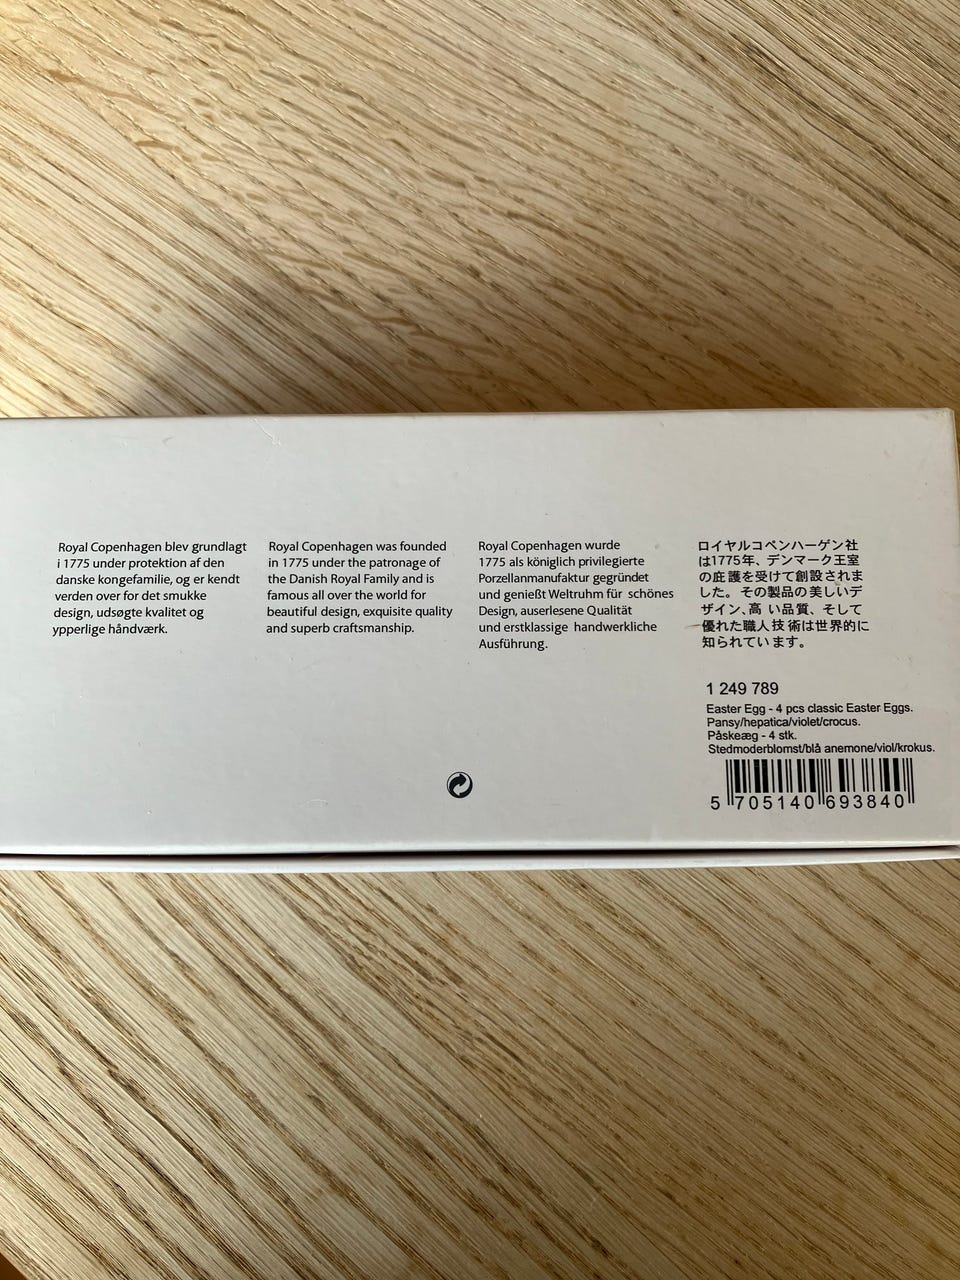 Royal Copenhagen blev grundlagt
i 1775 under protektion af den
danske kongefamilie, og er kendt
verden over for det smukke
design, udsøgte kvalitet og
ypperlige håndværk.
Royal Copenhagen was founded
in 1775 under the patronage of
the Danish Royal Family and is
famous all over the world for
beautiful design, exquisite quality
and superb craftsmanship.
Royal Copenhagen wurde
1775 als königlich privilegierte
Porzellanmanufaktur gegründet
und genießt Weltruhm für schönes
Design, auserlesene Qualität
und erstklassige handwerkliche
Ausführung.
ロイヤルコペンハーゲン社
は1775年、デンマーク王室
の庇護を受けて創設されま
した。その製品の美しいデ
ザイン、高い品質、そして
優れた職人技術は世界的に
知られています。
1 249 789
Easter Egg - 4 pcs classic Easter Eggs.
Pansy/hepatica/violet/crocus.
Påskeæg - 4 stk.
Stedmoderblomst/blå anemone/viol/krokus.
5 705140 693840